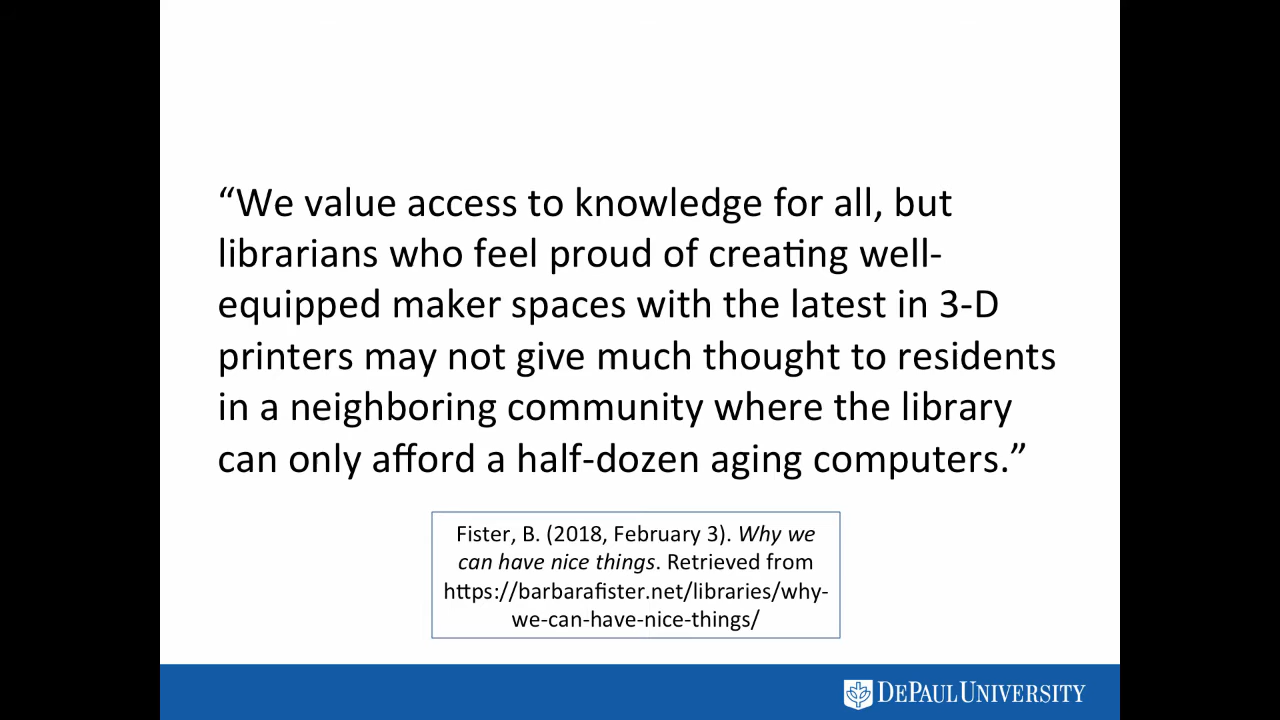 “We value access to knowledge for all, but
librarians who feel proud of creating well-
equipped maker spaces with the latest in 3-D
printers may not give much thought to residents
in a neighboring community where the library
can only afford a half-dozen aging computers.”
Fister, B. (2018, February 3). Why we
can have nice things. Retrieved from
https://barbarafister.net/libraries/why-
we-can-have-nice-things/
DEPAUL UNIVERSITY